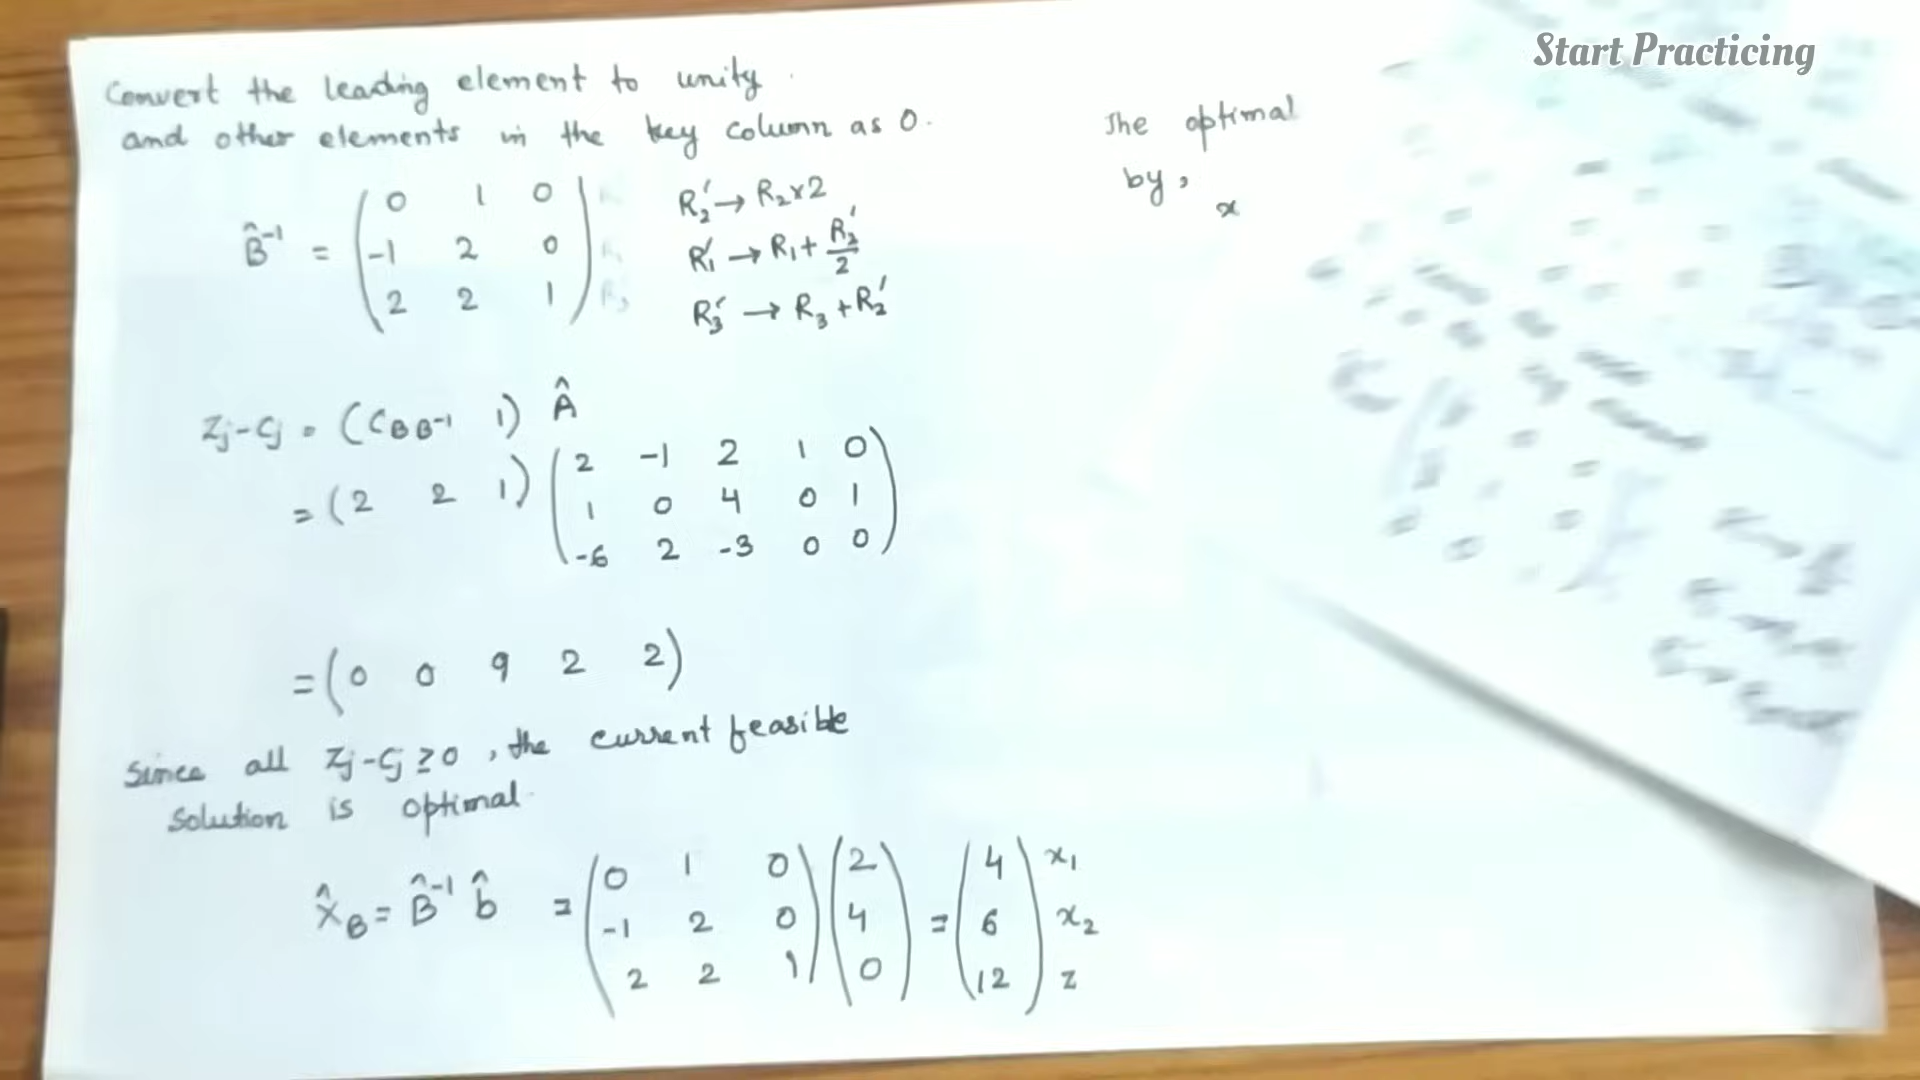 Start Practicing
Convert the leading element to unity.
and other elements in the key column as 0.
B̂⁻¹ = ( 0 1 0
-1 2 0
2 2 1 )
R₂' → R₂x2
R₁' → R₁ + R₂'/2
R₃' → R₃ + R₂'
Zj - Cj = (C_B B⁻¹ 1) Â
= (2 2 1) ( 2 -1 2 1 0
1 0 4 0 1
-6 2 -3 0 0 )
= (0 0 9 2 2)
Since all Zj - Cj ≥ 0, the current feasible
solution is optimal.
X̂_B = B̂⁻¹ b̂ = ( 0 1 0
-1 2 0
2 2 1 ) ( 2
4
0 ) = ( 4
6
12 ) x₁
x₂
z
The optimal
by,
x